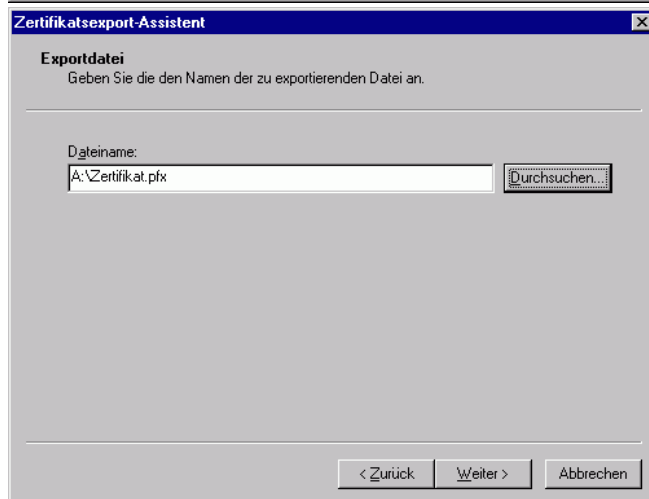 Zertifikatsexport-Assistent
Exportdatei
Geben Sie die den Namen der zu exportierenden Datei an.
Dateiname:
A:\Zertifikat.pfx
Durchsuchen...
< Zurück
Weiter >
Abbrechen